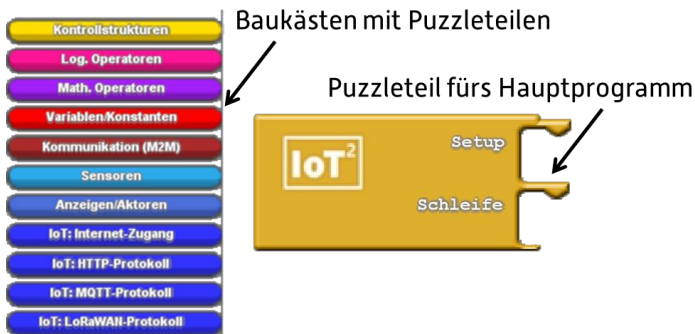 Kontrollstrukturen
Log. Operatoren
Math. Operatoren
Variablen/Konstanten
Kommunikation (M2M)
Sensoren
Anzeigen/Aktoren
IoT: Internet-Zugang
IoT: HTTP-Protokoll
IoT: MQTT-Protokoll
IoT: LoRaWAN-Protokoll
Baukästen mit Puzzleteilen
Puzzleteil fürs Hauptprogramm
IoT²
Setup
Schleife